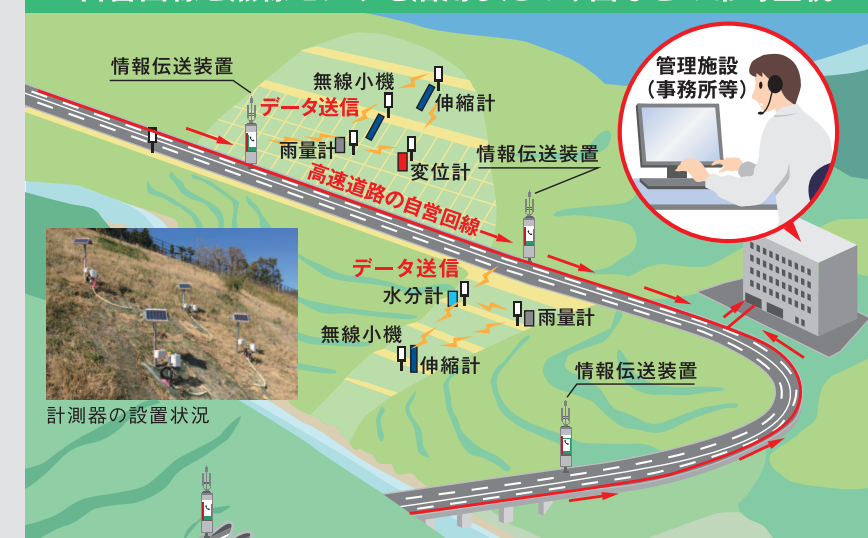 情報伝送装置
無線小機
伸縮計
データ送信
雨量計
変位計
管理施設
（事務所等）
情報伝送装置
高速道路の自営回線
データ送信
水分計
雨量計
無線小機
伸縮計
情報伝送装置
計測器の設置状況